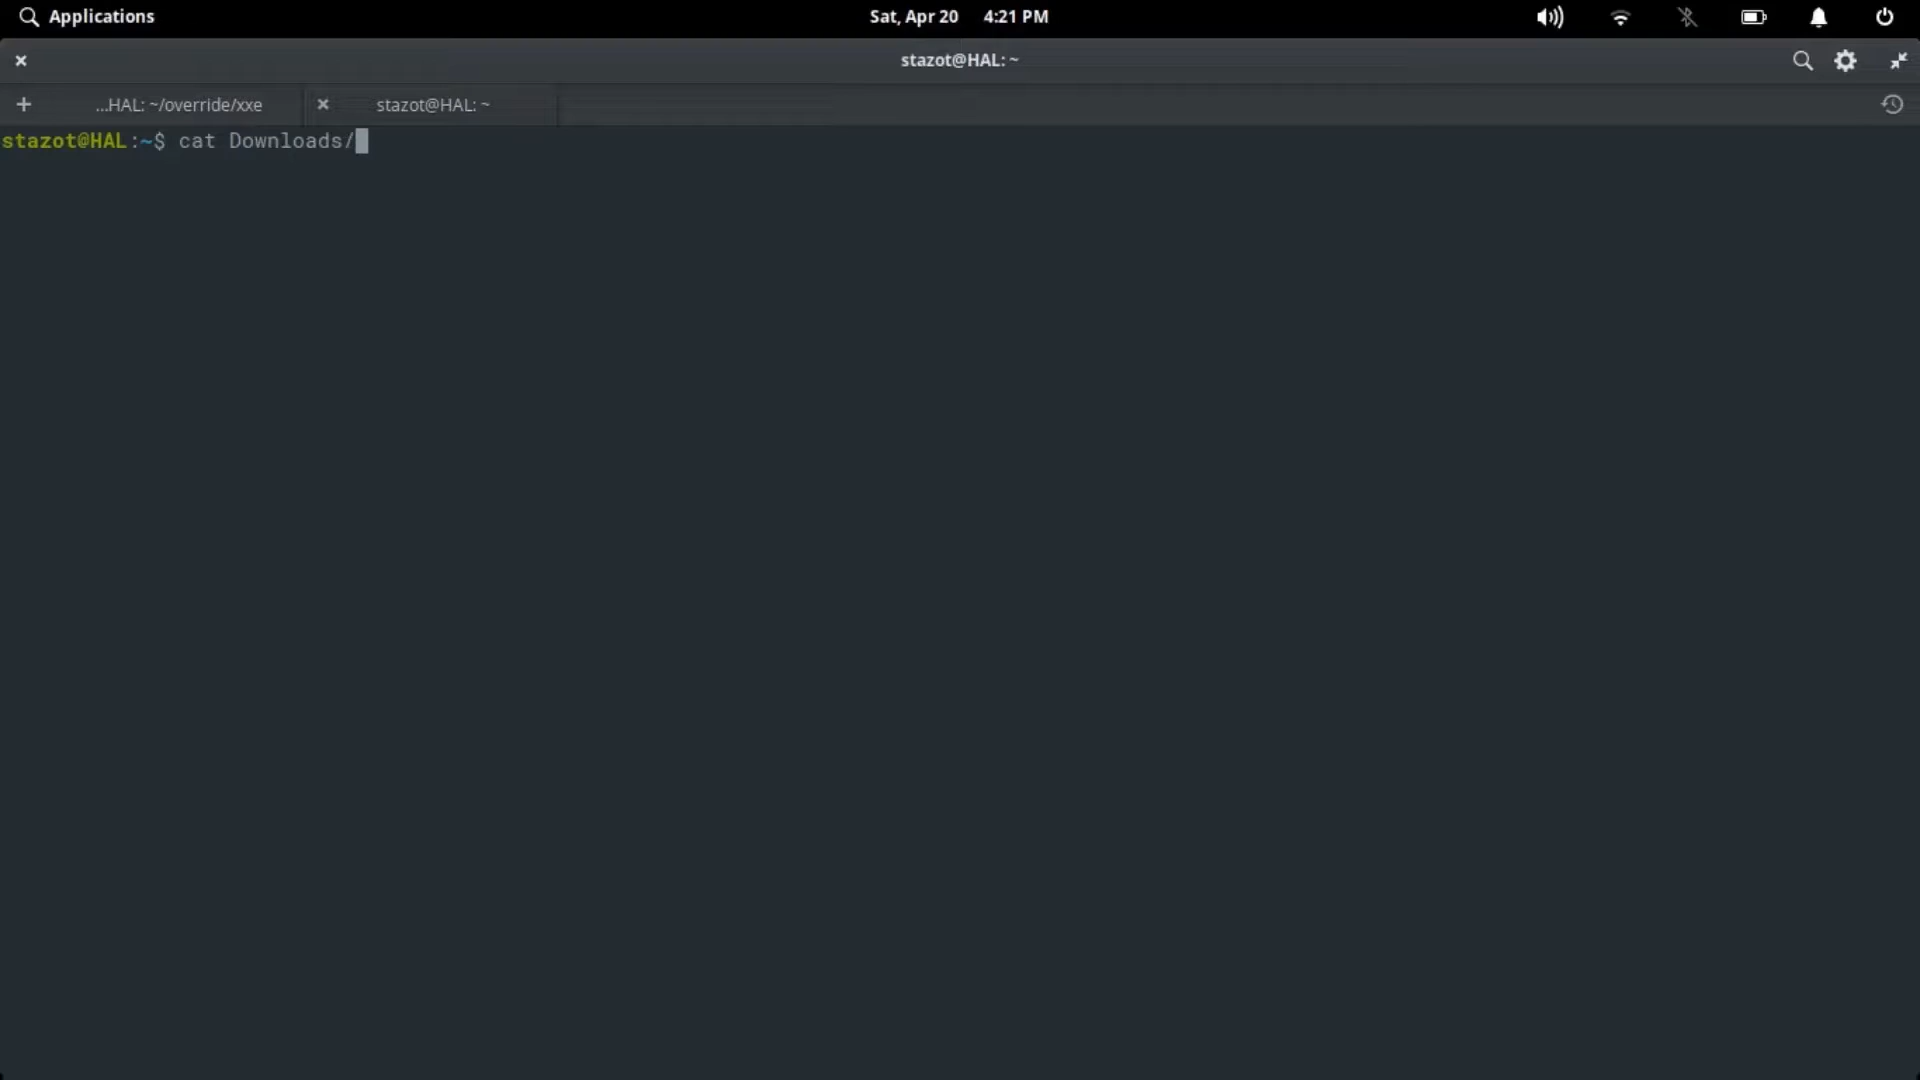 Applications
Sat, Apr 20 4:21 PM
stazot@HAL: ~
...HAL: ~/override/xxe
stazot@HAL: ~
stazot@HAL:~$ cat Downloads/